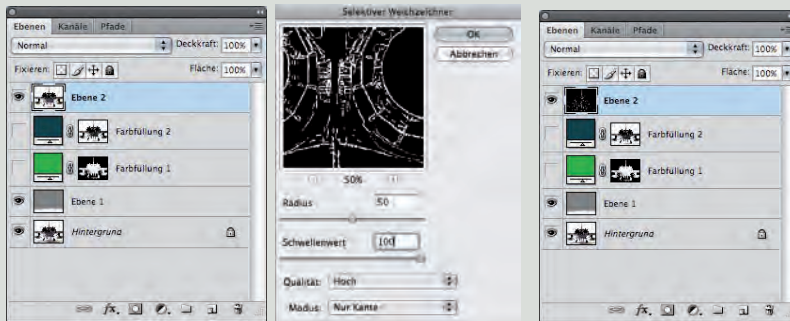 Ebenen Kanäle Pfade
Normal Deckkraft: 100%
Fixieren: Fläche: 100%
Ebene 2
Farbfüllung 2
Farbfüllung 1
Ebene 1
Hintergrund
fx.
Selektiver Weichzeichner
OK
Abbrechen
50%
Radius 50
Schwellenwert 100
Qualität: Hoch
Modus: Nur Kante
Ebenen Kanäle Pfade
Normal Deckkraft: 100%
Fixieren: Fläche: 100%
Ebene 2
Farbfüllung 2
Farbfüllung 1
Ebene 1
Hintergrund
fx.